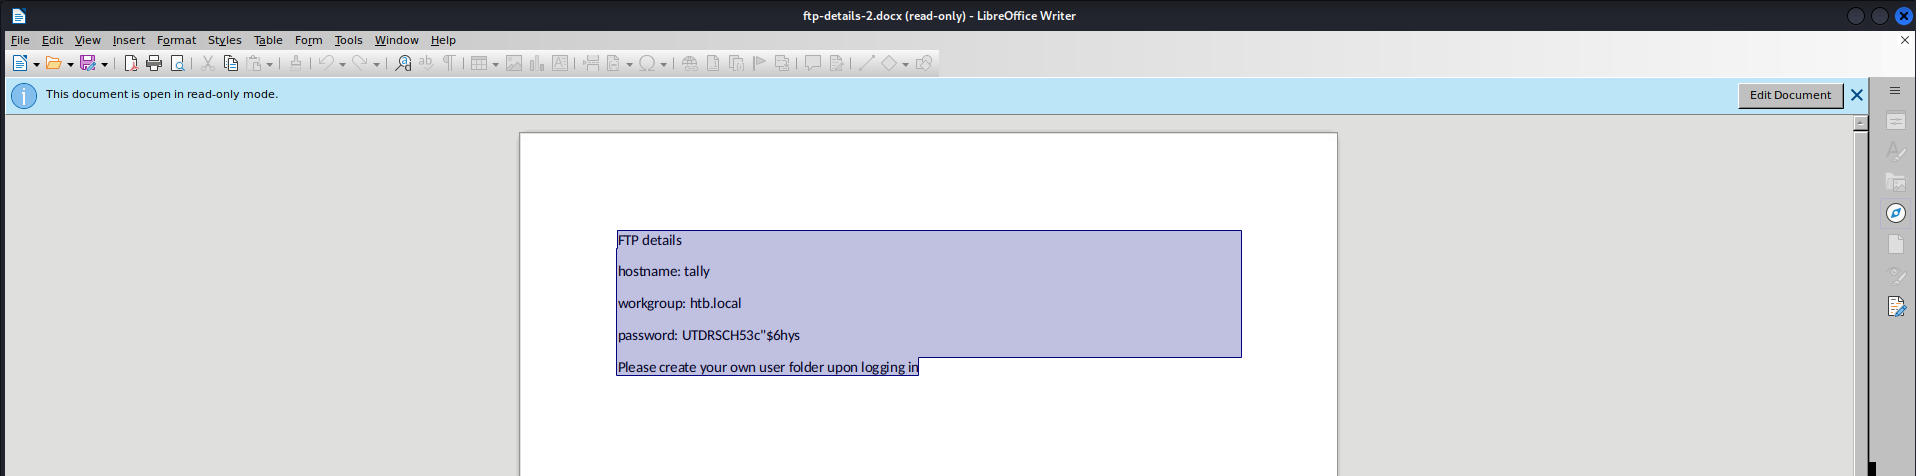 ftp-details-2.docx (read-only) - LibreOffice Writer
File Edit View Insert Format Styles Table Form Tools Window Help
This document is open in read-only mode.
Edit Document
FTP details
hostname: tally
workgroup: htb.local
password: UTDRSCH53c"$6hys
Please create your own user folder upon logging in